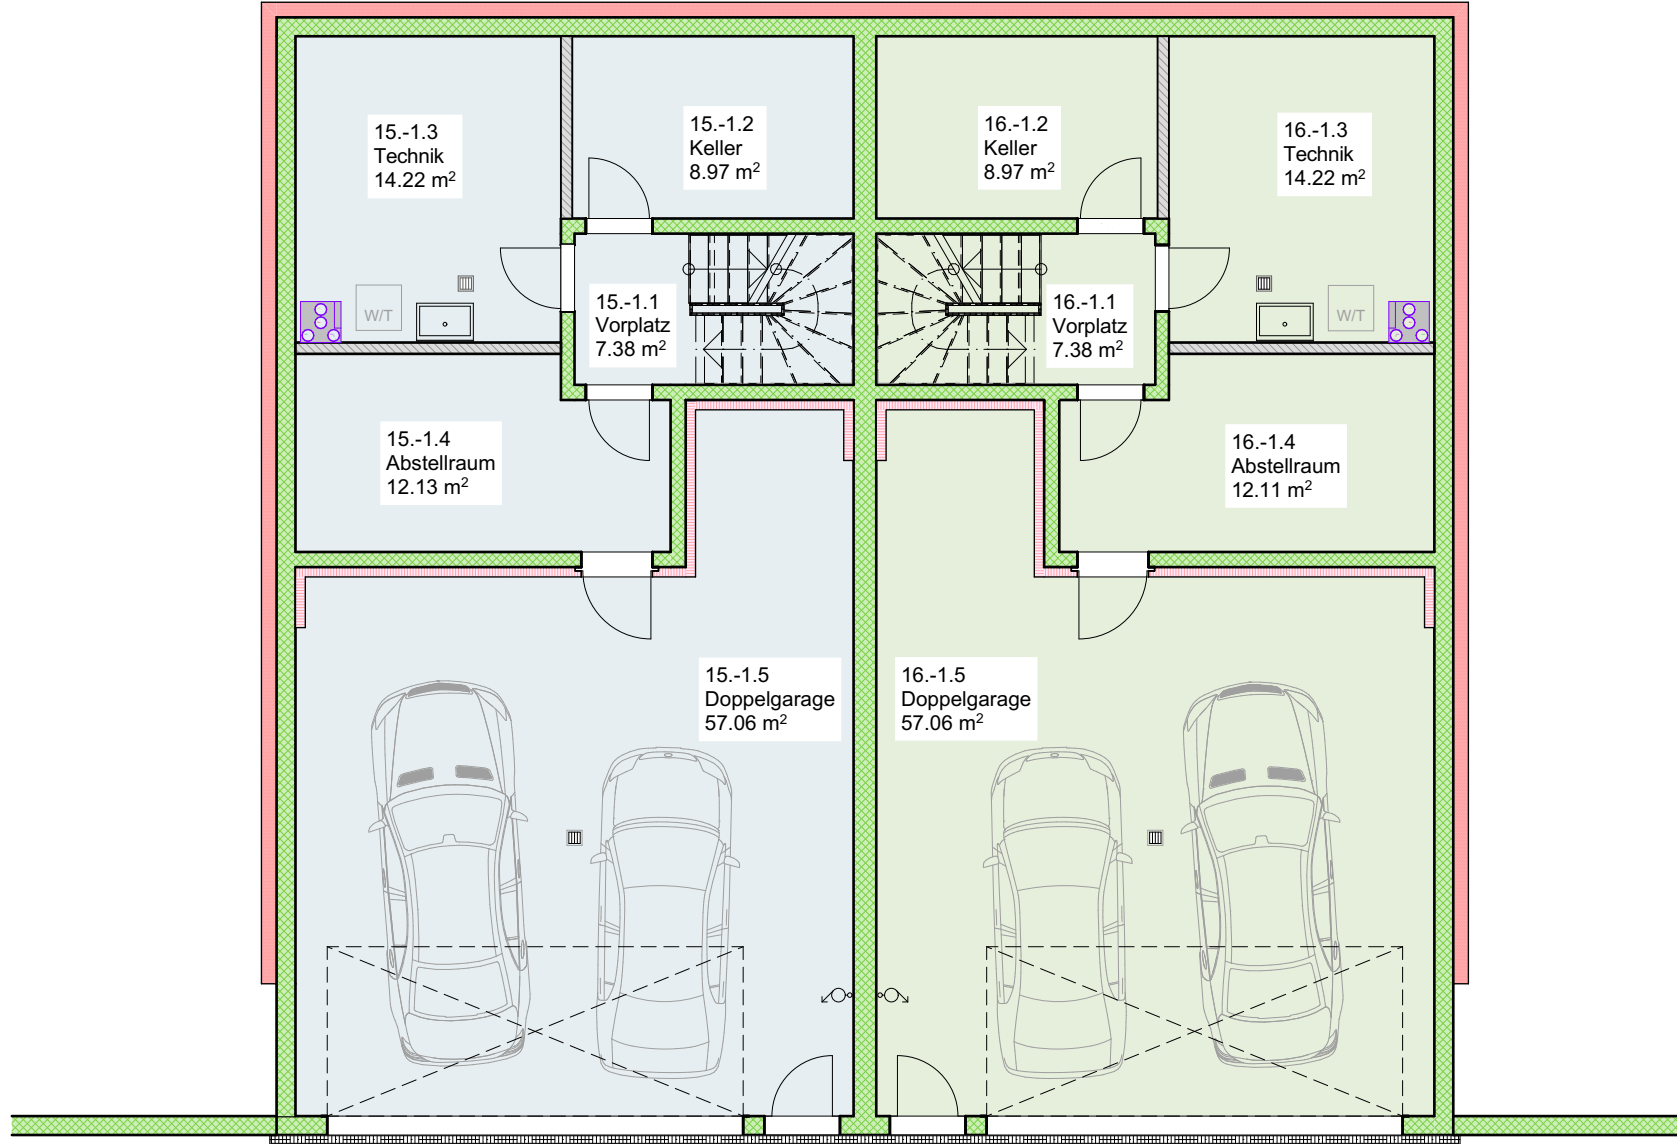 15.-1.3
Technik
14.22 m²
15.-1.2
Keller
8.97 m²
16.-1.2
Keller
8.97 m²
16.-1.3
Technik
14.22 m²
W/T
15.-1.1
Vorplatz
7.38 m²
16.-1.1
Vorplatz
7.38 m²
W/T
15.-1.4
Abstellraum
12.13 m²
16.-1.4
Abstellraum
12.11 m²
15.-1.5
Doppelgarage
57.06 m²
16.-1.5
Doppelgarage
57.06 m²